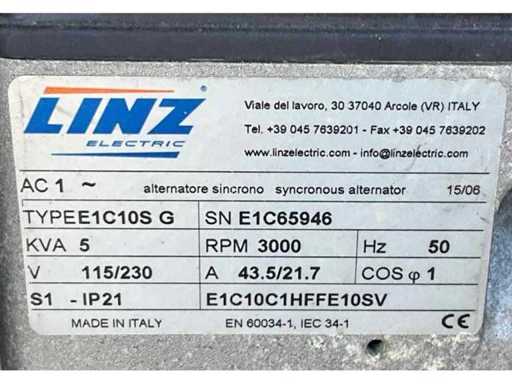 LINZ
ELECTRIC
Viale del lavoro, 30 37040 Arcole (VR) ITALY
Tel. +39 045 7639201 - Fax +39 045 7639202
www.linzelectric.com - info@linzelectric.com
AC 1 ~ alternatore sincrono syncronous alternator 15/06
TYPE E1C10S G SN E1C65946
KVA 5 RPM 3000 Hz 50
V 115/230 A 43.5/21.7 COS φ 1
S1 - IP21 E1C10C1HFFE10SV
MADE IN ITALY EN 60034-1, IEC 34-1 CE